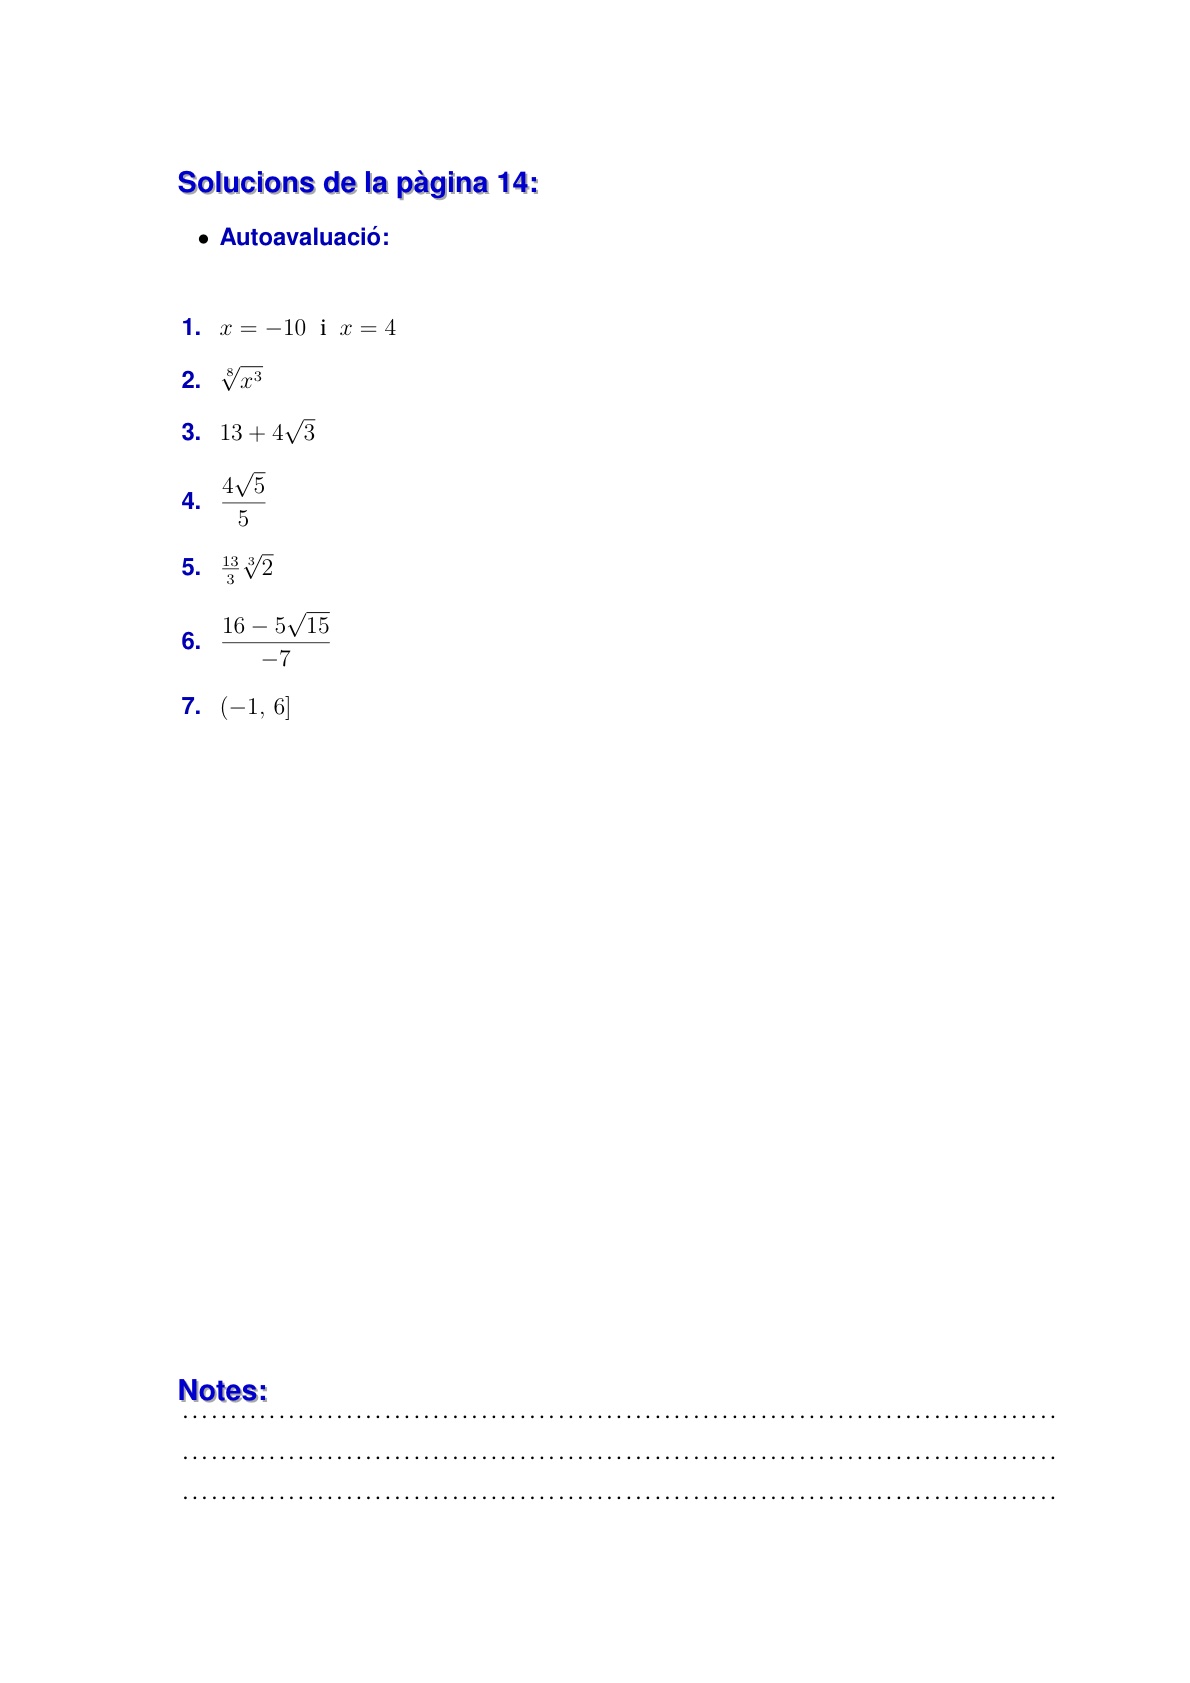 Solucions de la pàgina 14:
• Autoavaluació:
1. $x = -10$ i $x = 4$
2. $\sqrt[8]{x^3}$
3. $13 + 4\sqrt{3}$
4. $\dfrac{4\sqrt{5}}{5}$
5. $\frac{13}{3}\sqrt[3]{2}$
6. $\dfrac{16 - 5\sqrt{15}}{-7}$
7. $(-1, 6]$
Notes:
..........................................................................................
..........................................................................................
..........................................................................................